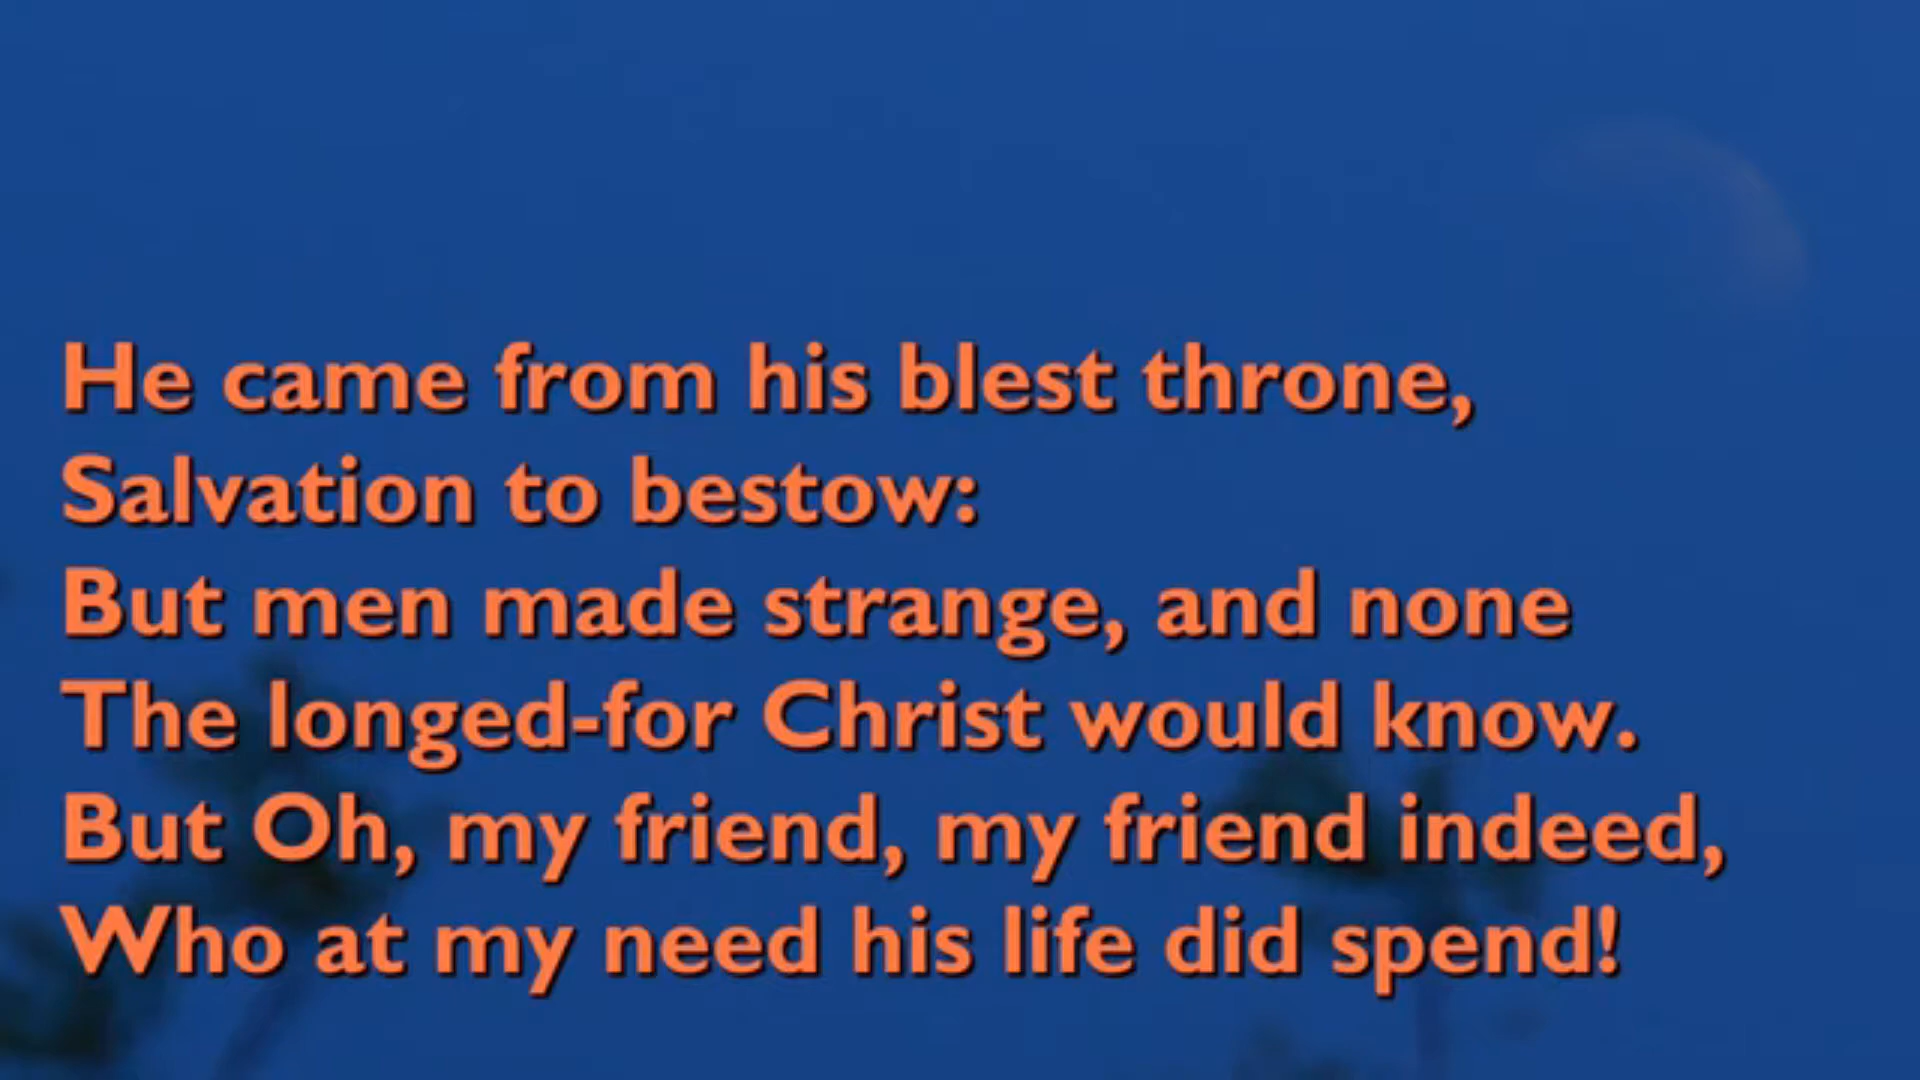 He came from his blest throne,
Salvation to bestow:
But men made strange, and none
The longed-for Christ would know.
But Oh, my friend, my friend indeed,
Who at my need his life did spend!